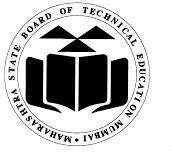 MAHARASHTRA STATE BOARD OF TECHNICAL EDUCATION MUMBAI